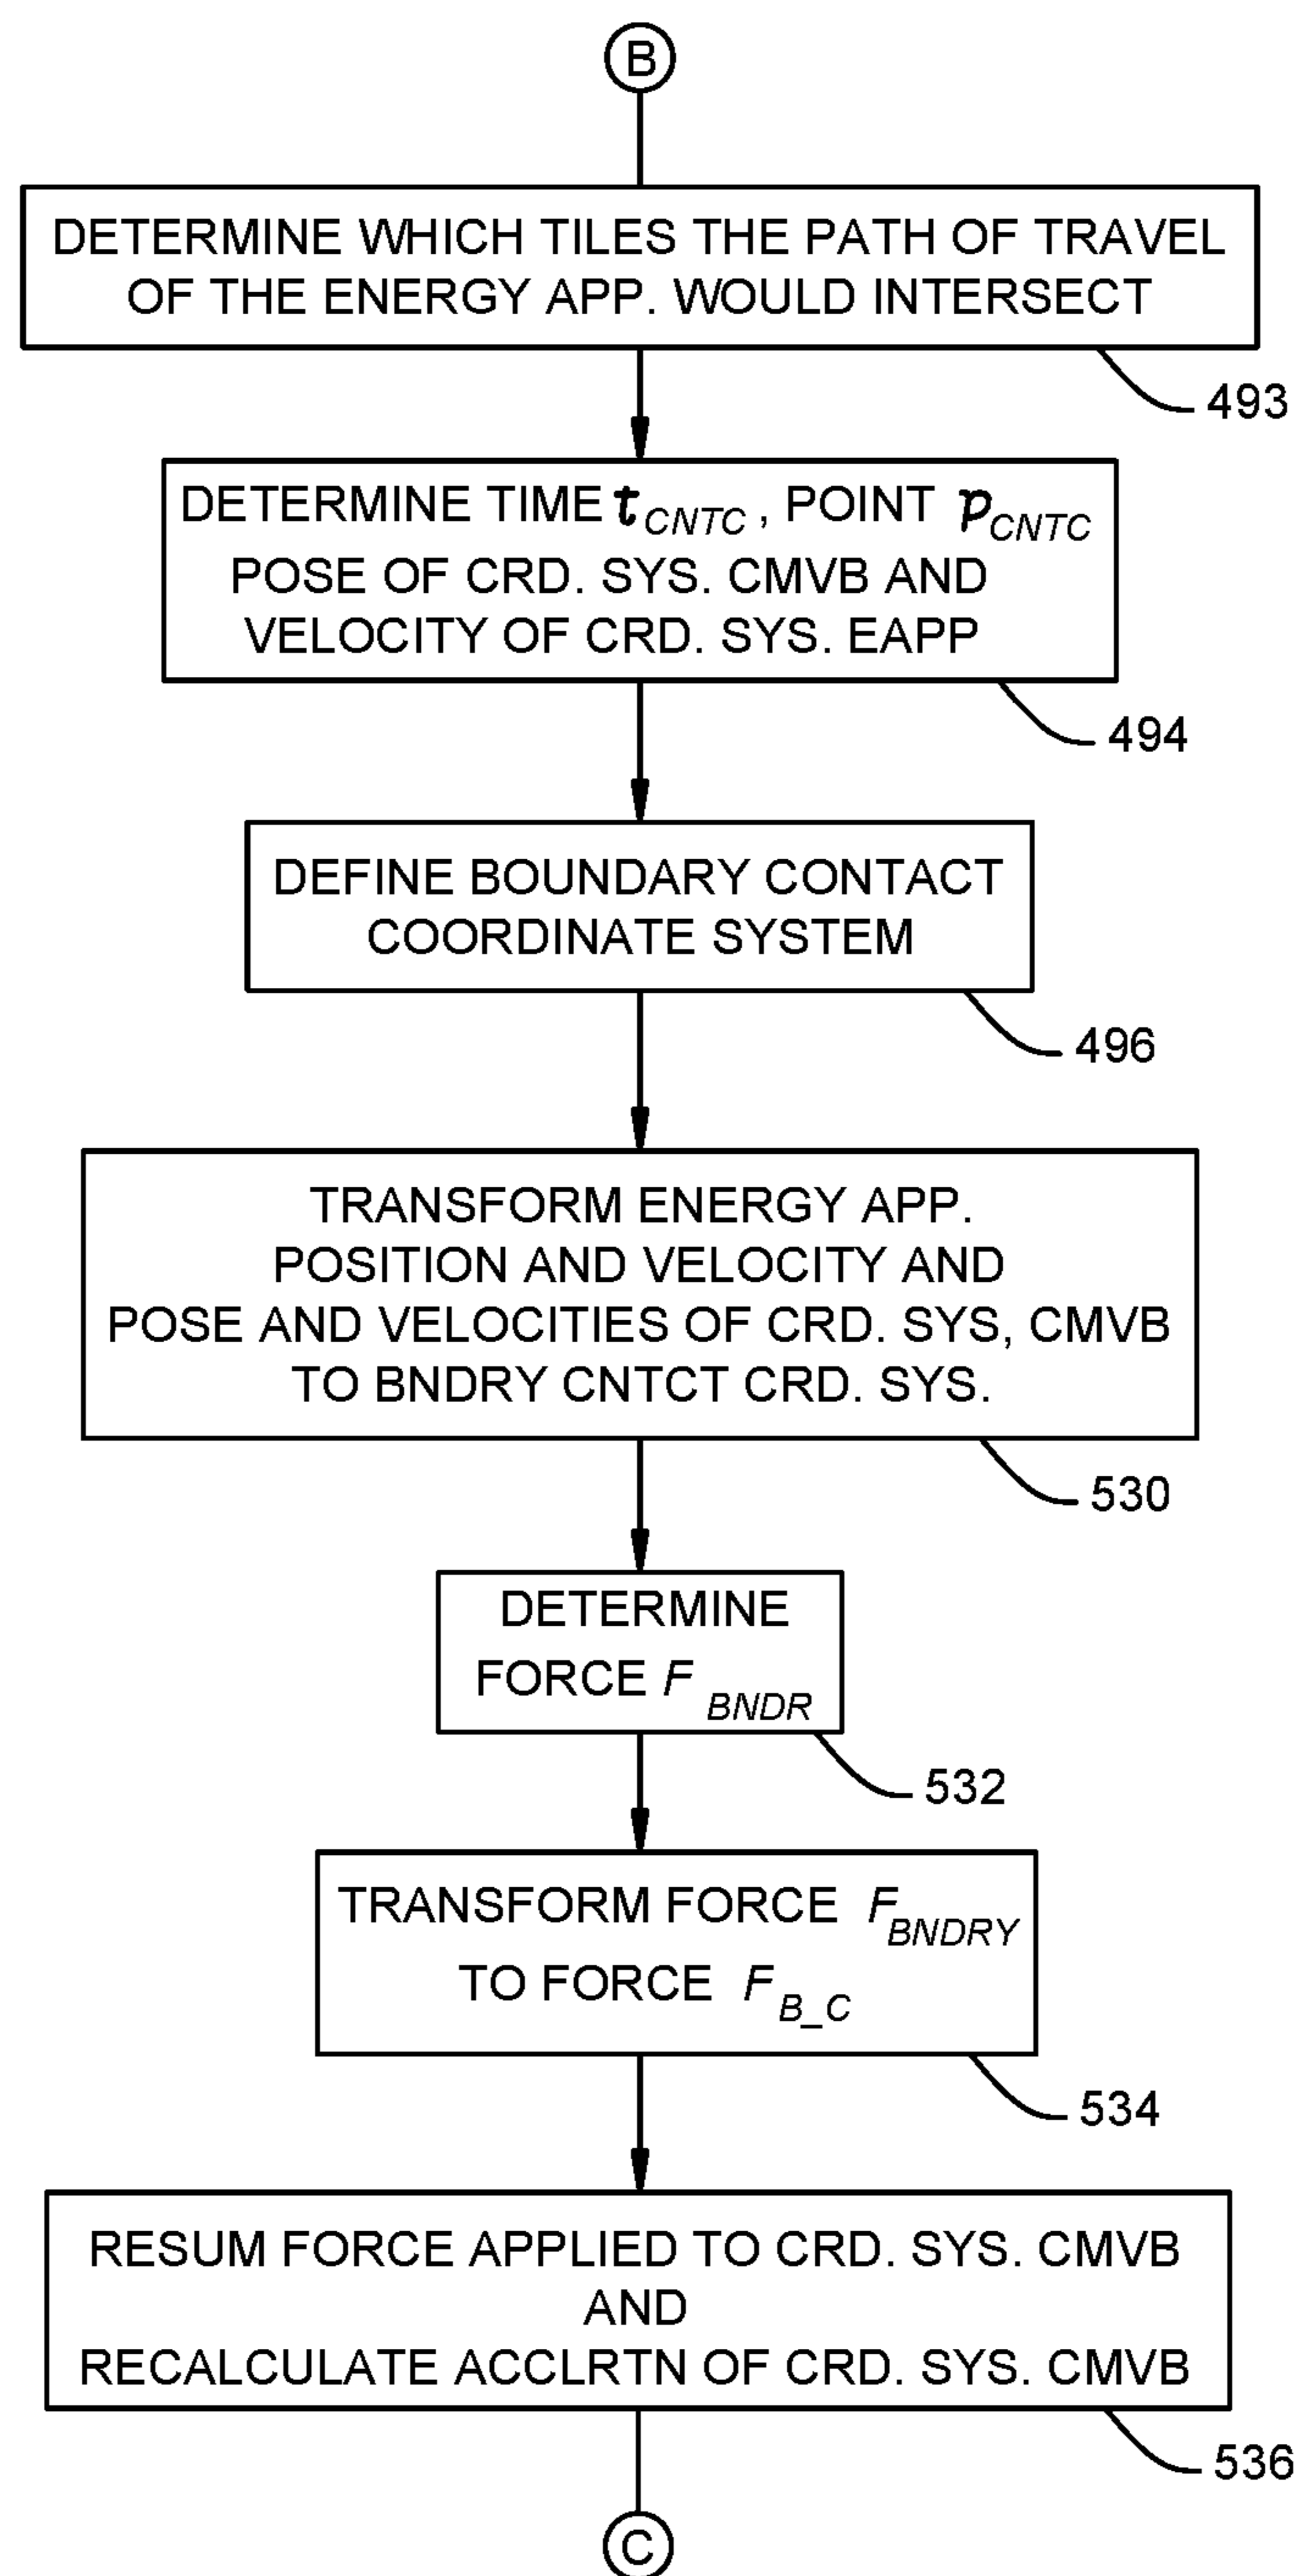 B
DETERMINE WHICH TILES THE PATH OF TRAVEL
OF THE ENERGY APP. WOULD INTERSECT
493
DETERMINE TIME t CNTC , POINT p CNTC
POSE OF CRD. SYS. CMVB AND
VELOCITY OF CRD. SYS. EAPP
494
DEFINE BOUNDARY CONTACT
COORDINATE SYSTEM
496
TRANSFORM ENERGY APP.
POSITION AND VELOCITY AND
POSE AND VELOCITIES OF CRD. SYS, CMVB
TO BNDRY CNTCT CRD. SYS.
530
DETERMINE
FORCE F BNDR
532
TRANSFORM FORCE F BNDRY
TO FORCE F B_C
534
RESUM FORCE APPLIED TO CRD. SYS. CMVB
AND
RECALCULATE ACCLRTN OF CRD. SYS. CMVB
536
C